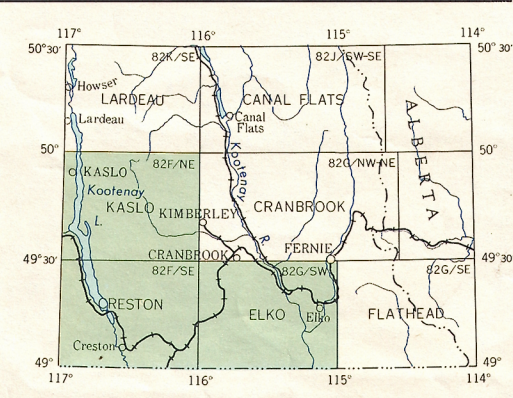 117° 116° 115° 114°
50° 30' 50° 30'
82K/SE 82J/SW-SE
Howser
LARDEAU CANAL FLATS
ALBERTA
Lardeau
Canal
Flats
50° 50°
82F/NE 82G/NW-NE
KASLO
Kootenay
Kootenay
KASLO KIMBERLEY CRANBROOK
L.
R.
CRANBROOK FERNIE
49° 30' 49° 30'
82F/SE 82G/SW 82G/SE
CRESTON ELKO Elko FLATHEAD
Creston
49° 49°
117° 116° 115° 114°